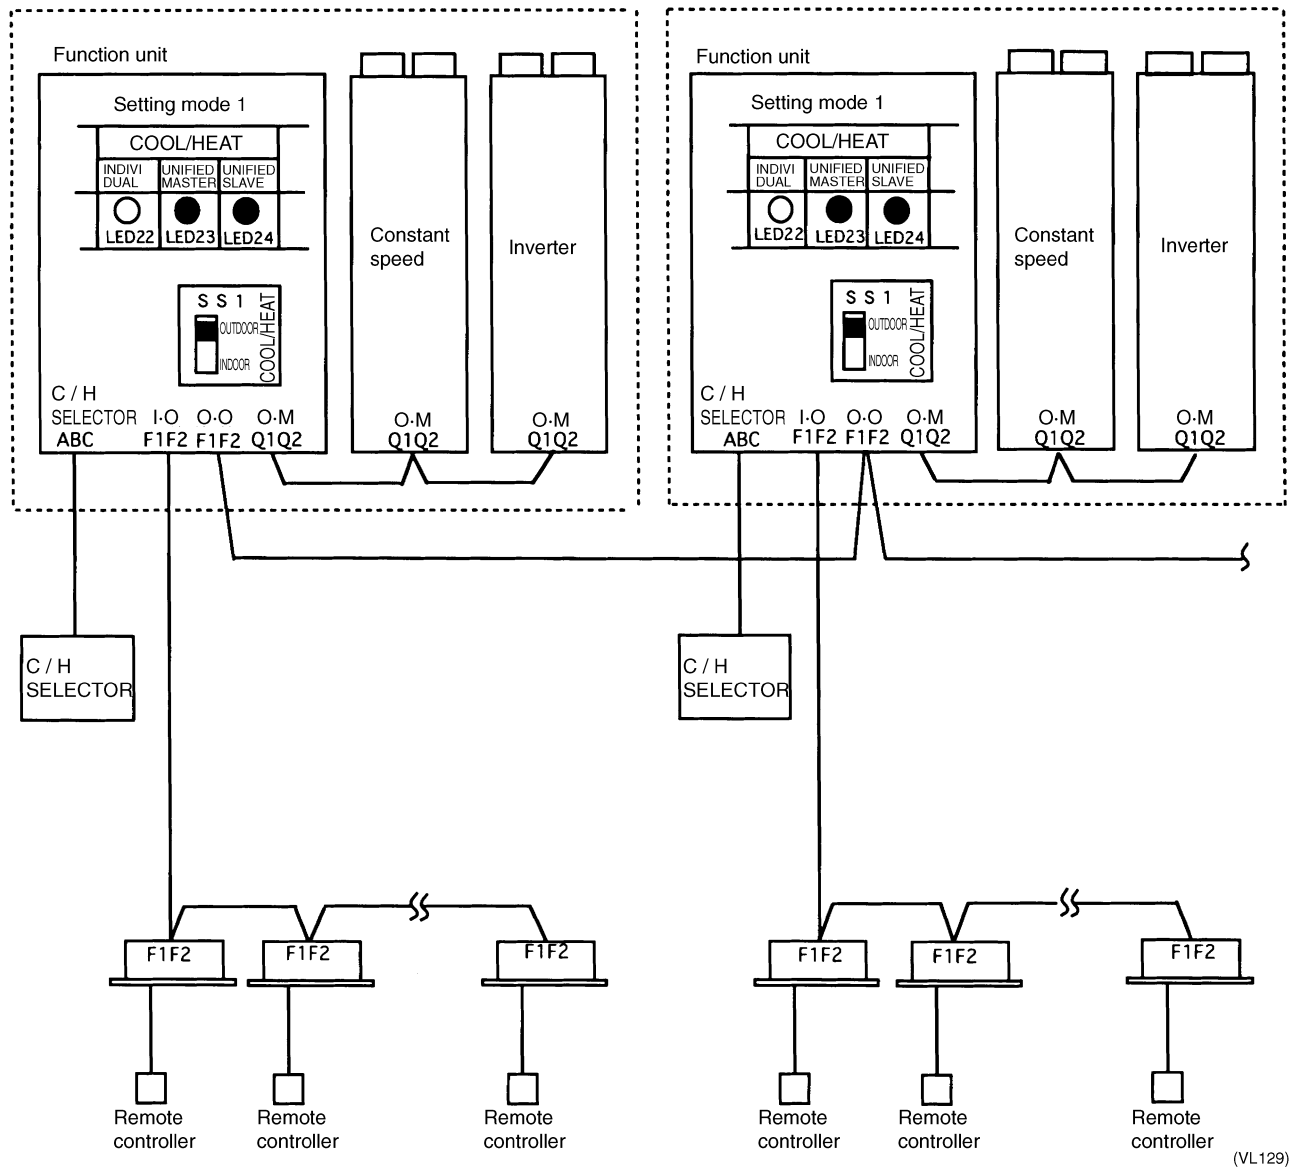 Function unit
Setting mode 1
COOL/HEAT
INDIVI
DUAL
UNIFIED
MASTER
UNIFIED
SLAVE
LED22
LED23
LED24
S S 1
OUTDOOR
INDOOR
COOL/HEAT
C / H
SELECTOR
ABC
I·O
F1F2
O·O
F1F2
O·M
Q1Q2
Constant
speed
O·M
Q1Q2
Inverter
O·M
Q1Q2
Function unit
Setting mode 1
COOL/HEAT
INDIVI
DUAL
UNIFIED
MASTER
UNIFIED
SLAVE
LED22
LED23
LED24
S S 1
OUTDOOR
INDOOR
COOL/HEAT
C / H
SELECTOR
ABC
I·O
F1F2
O·O
F1F2
O·M
Q1Q2
Constant
speed
O·M
Q1Q2
Inverter
O·M
Q1Q2
C / H
SELECTOR
C / H
SELECTOR
F1F2
F1F2
F1F2
F1F2
F1F2
F1F2
Remote
controller
Remote
controller
Remote
controller
Remote
controller
Remote
controller
Remote
controller
(VL129)